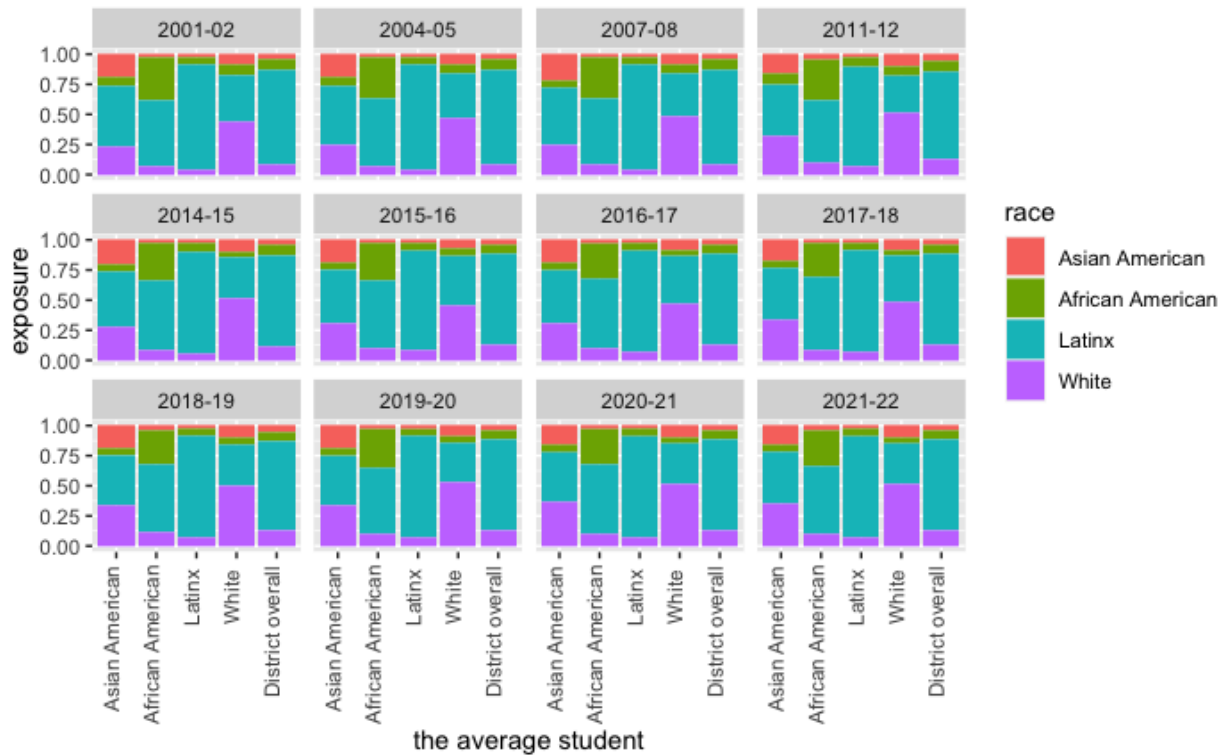 2001-02
2004-05
2007-08
2011-12
1.00
0.75
0.50
0.25
0.00
2014-15
2015-16
2016-17
2017-18
1.00
0.75
0.50
0.25
0.00
2018-19
2019-20
2020-21
2021-22
1.00
0.75
0.50
0.25
0.00
exposure
Asian American
African American
Latinx
White
District overall
Asian American
African American
Latinx
White
District overall
Asian American
African American
Latinx
White
District overall
Asian American
African American
Latinx
White
District overall
the average student
race
Asian American
African American
Latinx
White